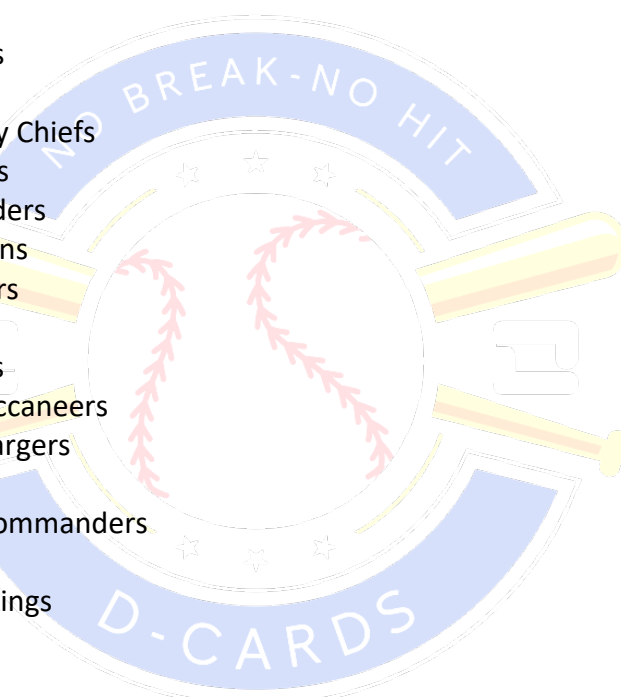 s
NO BREAK-NO HIT
y Chiefs
s
ders
ns
rs
s
ccaneers
argers
ommanders
ings
D-CARDS